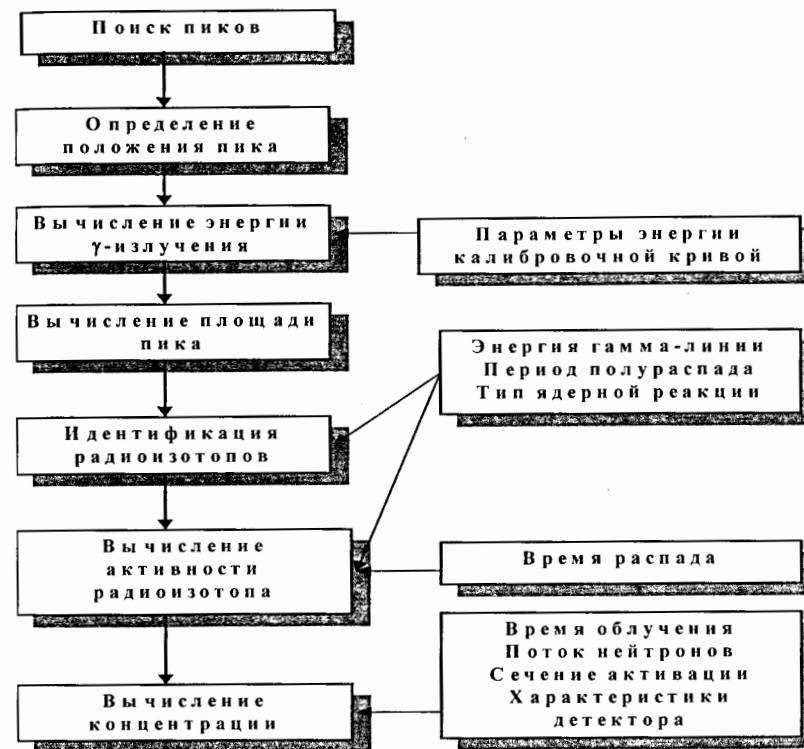 Поиск пиков
Определение
положения пика
Вычисление энергии
γ-излучения
Параметры энергии
калибровочной кривой
Вычисление площади
пика
Энергия гамма-линии
Период полураспада
Тип ядерной реакции
Идентификация
радиоизотопов
Вычисление
активности
радиоизотопа
Время распада
Время облучения
Поток нейтронов
Сечение активации
Характеристики
детектора
Вычисление
концентрации